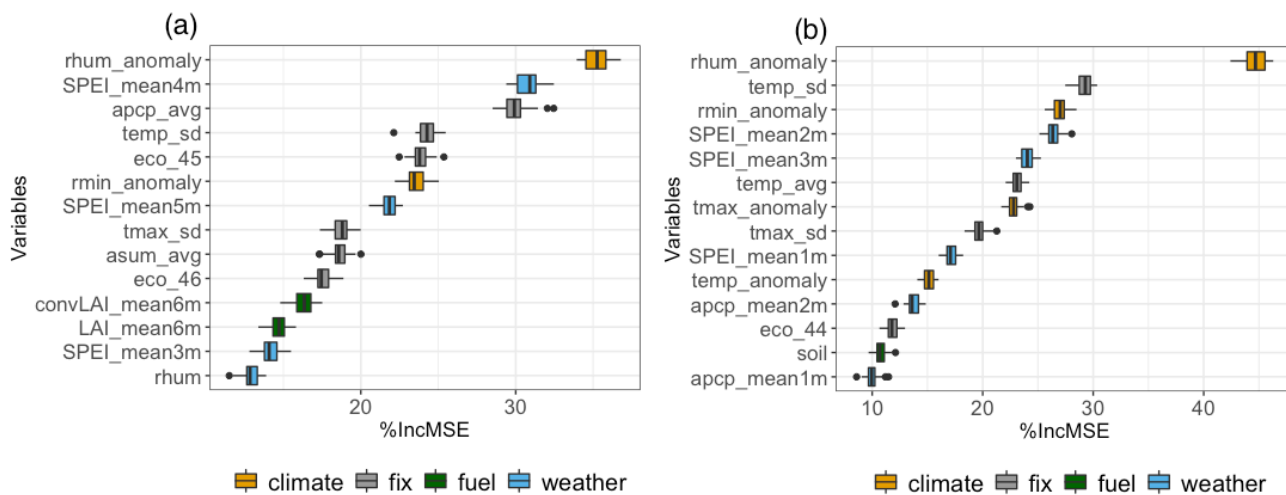 (a)
rhum_anomaly
SPEI_mean4m
apcp_avg
temp_sd
eco_45
rmin_anomaly
SPEI_mean5m
tmax_sd
asum_avg
eco_46
convLAI_mean6m
LAI_mean6m
SPEI_mean3m
rhum
Variables
20 30
%IncMSE
climate fix fuel weather
(b)
rhum_anomaly
temp_sd
rmin_anomaly
SPEI_mean2m
SPEI_mean3m
temp_avg
tmax_anomaly
tmax_sd
SPEI_mean1m
temp_anomaly
apcp_mean2m
eco_44
soil
apcp_mean1m
Variables
10 20 30 40
%IncMSE
climate fix fuel weather